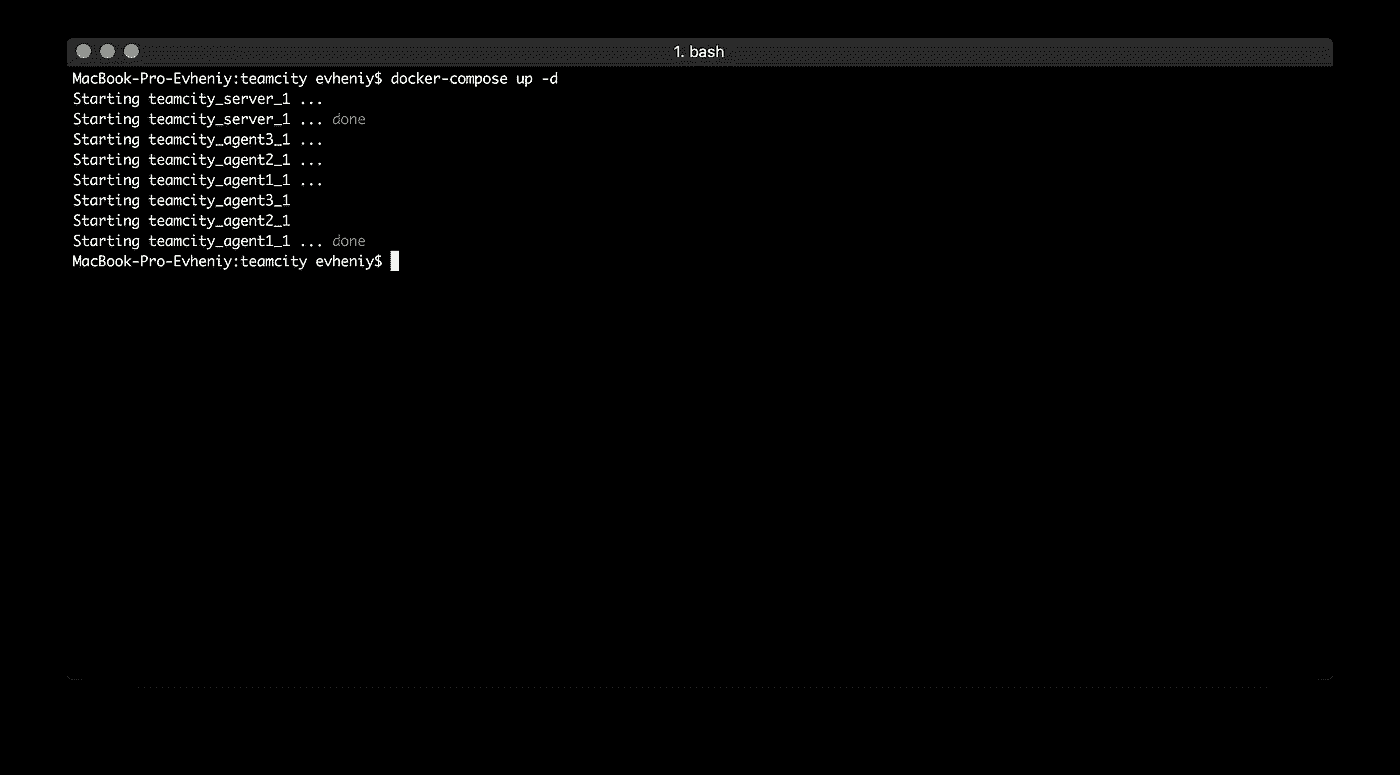 1. bash
MacBook-Pro-Evheniy:teamcity evheniy$ docker-compose up -d
Starting teamcity_server_1 ...
Starting teamcity_server_1 ... done
Starting teamcity_agent3_1 ...
Starting teamcity_agent2_1 ...
Starting teamcity_agent1_1 ...
Starting teamcity_agent3_1
Starting teamcity_agent2_1
Starting teamcity_agent1_1 ... done
MacBook-Pro-Evheniy:teamcity evheniy$